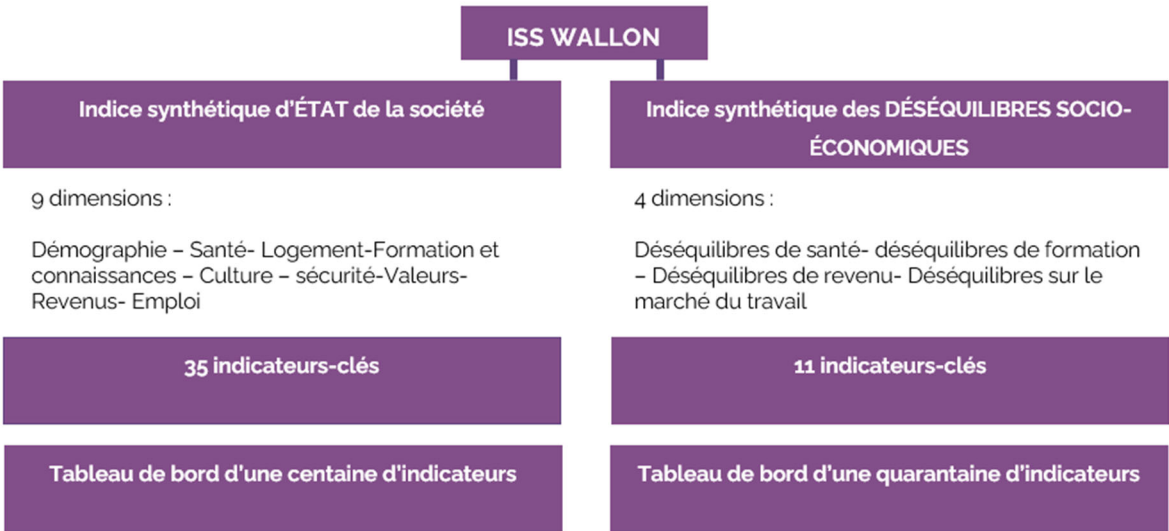 ISS WALLON
Indice synthétique d'ÉTAT de la société
9 dimensions :
Démographie – Santé- Logement-Formation et
connaissances – Culture – sécurité-Valeurs-
Revenus- Emploi
35 indicateurs-clés
Tableau de bord d'une centaine d'indicateurs
Indice synthétique des DÉSÉQUILIBRES SOCIO-
ÉCONOMIQUES
4 dimensions :
Déséquilibres de santé- déséquilibres de formation
– Déséquilibres de revenu- Déséquilibres sur le
marché du travail
11 indicateurs-clés
Tableau de bord d'une quarantaine d'indicateurs